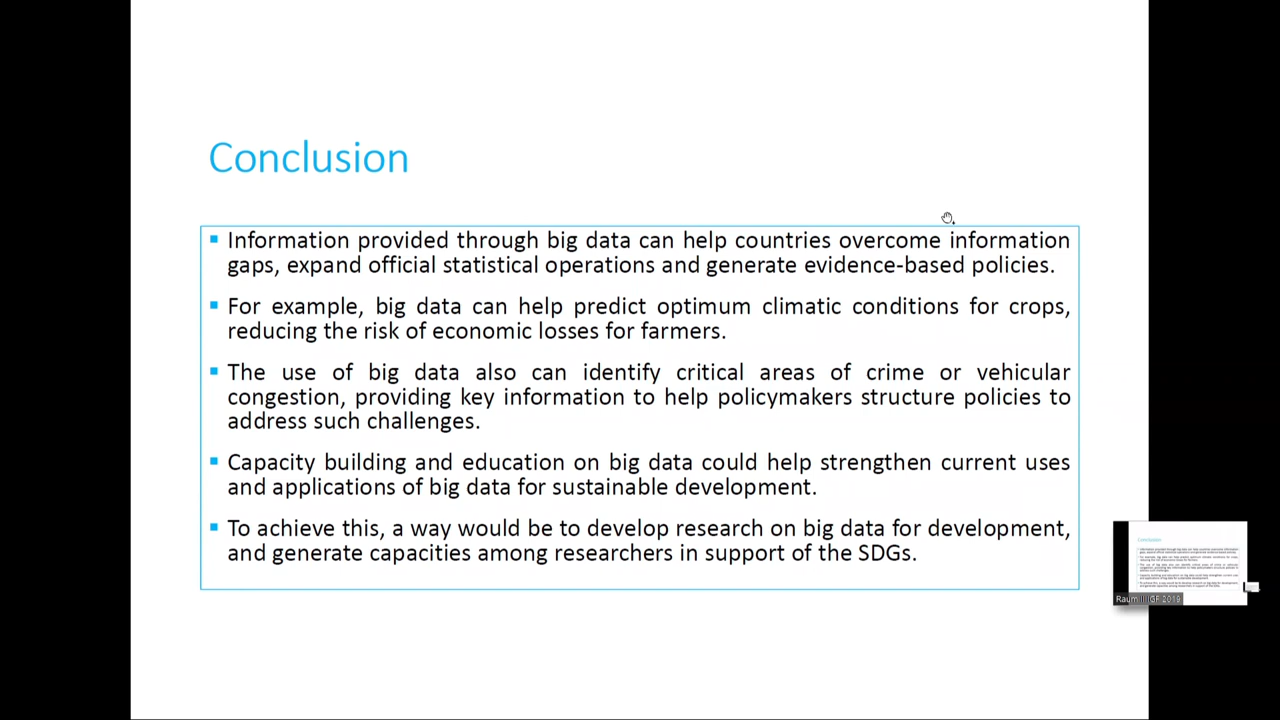 Conclusion
Information provided through big data can help countries overcome information
gaps, expand official statistical operations and generate evidence-based policies.
For example, big data can help predict optimum climatic conditions for crops,
reducing the risk of economic losses for farmers.
The use of big data also can identify critical areas of crime or vehicular
congestion, providing key information to help policymakers structure policies to
address such challenges.
Capacity building and education on big data could help strengthen current uses
and applications of big data for sustainable development.
To achieve this, a way would be to develop research on big data for development,
and generate capacities among researchers in support of the SDGs.
Conclusion
Raum II IGF 2019